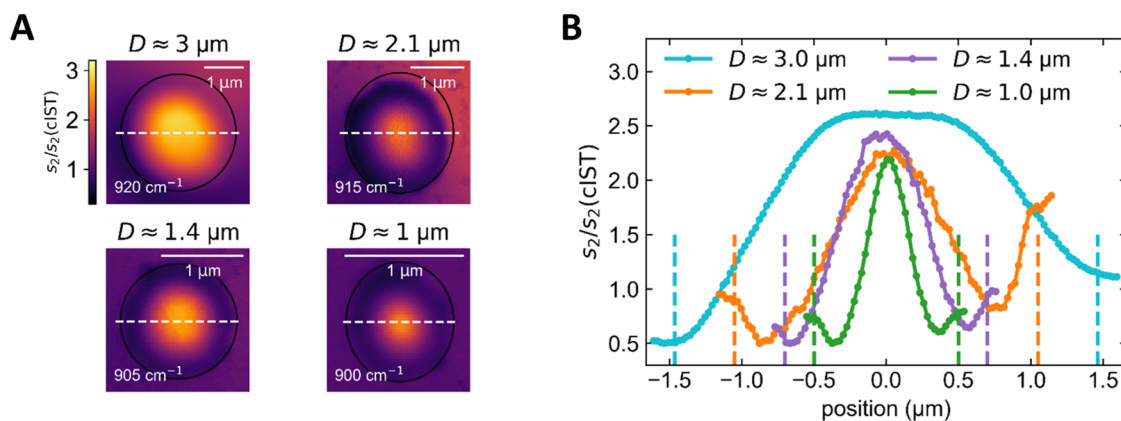 A
D ≈ 3 µm
D ≈ 2.1 µm
s₂/s₂(cIST)
3
2
1
1 µm
920 cm⁻¹
1 µm
915 cm⁻¹
D ≈ 1.4 µm
D ≈ 1 µm
1 µm
905 cm⁻¹
1 µm
900 cm⁻¹
B
D ≈ 3.0 µm
D ≈ 1.4 µm
D ≈ 2.1 µm
D ≈ 1.0 µm
s₂/s₂(cIST)
3.0
2.5
2.0
1.5
1.0
0.5
−1.5 −1.0 −0.5 0.0 0.5 1.0 1.5
position (µm)